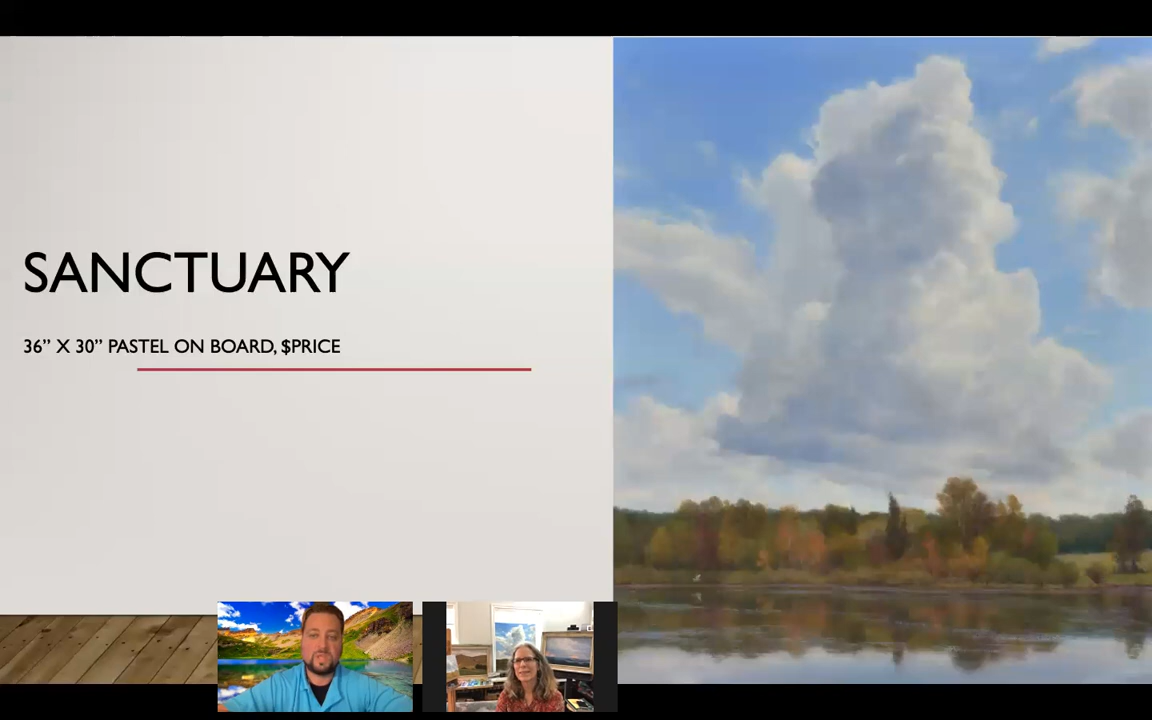 SANCTUARY
36” X 30” PASTEL ON BOARD, $PRICE